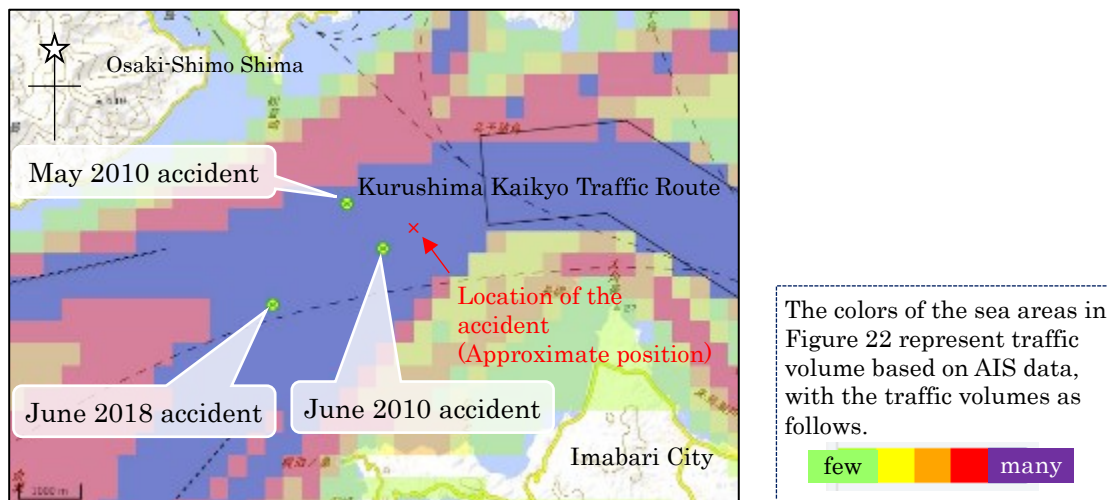 Osaki-Shimo Shima
May 2010 accident
Kurushima Kaikyo Traffic Route
Location of the
accident
(Approximate position)
June 2018 accident
June 2010 accident
Imabari City
1000 m
The colors of the sea areas in
Figure 22 represent traffic
volume based on AIS data,
with the traffic volumes as
follows.
few
many